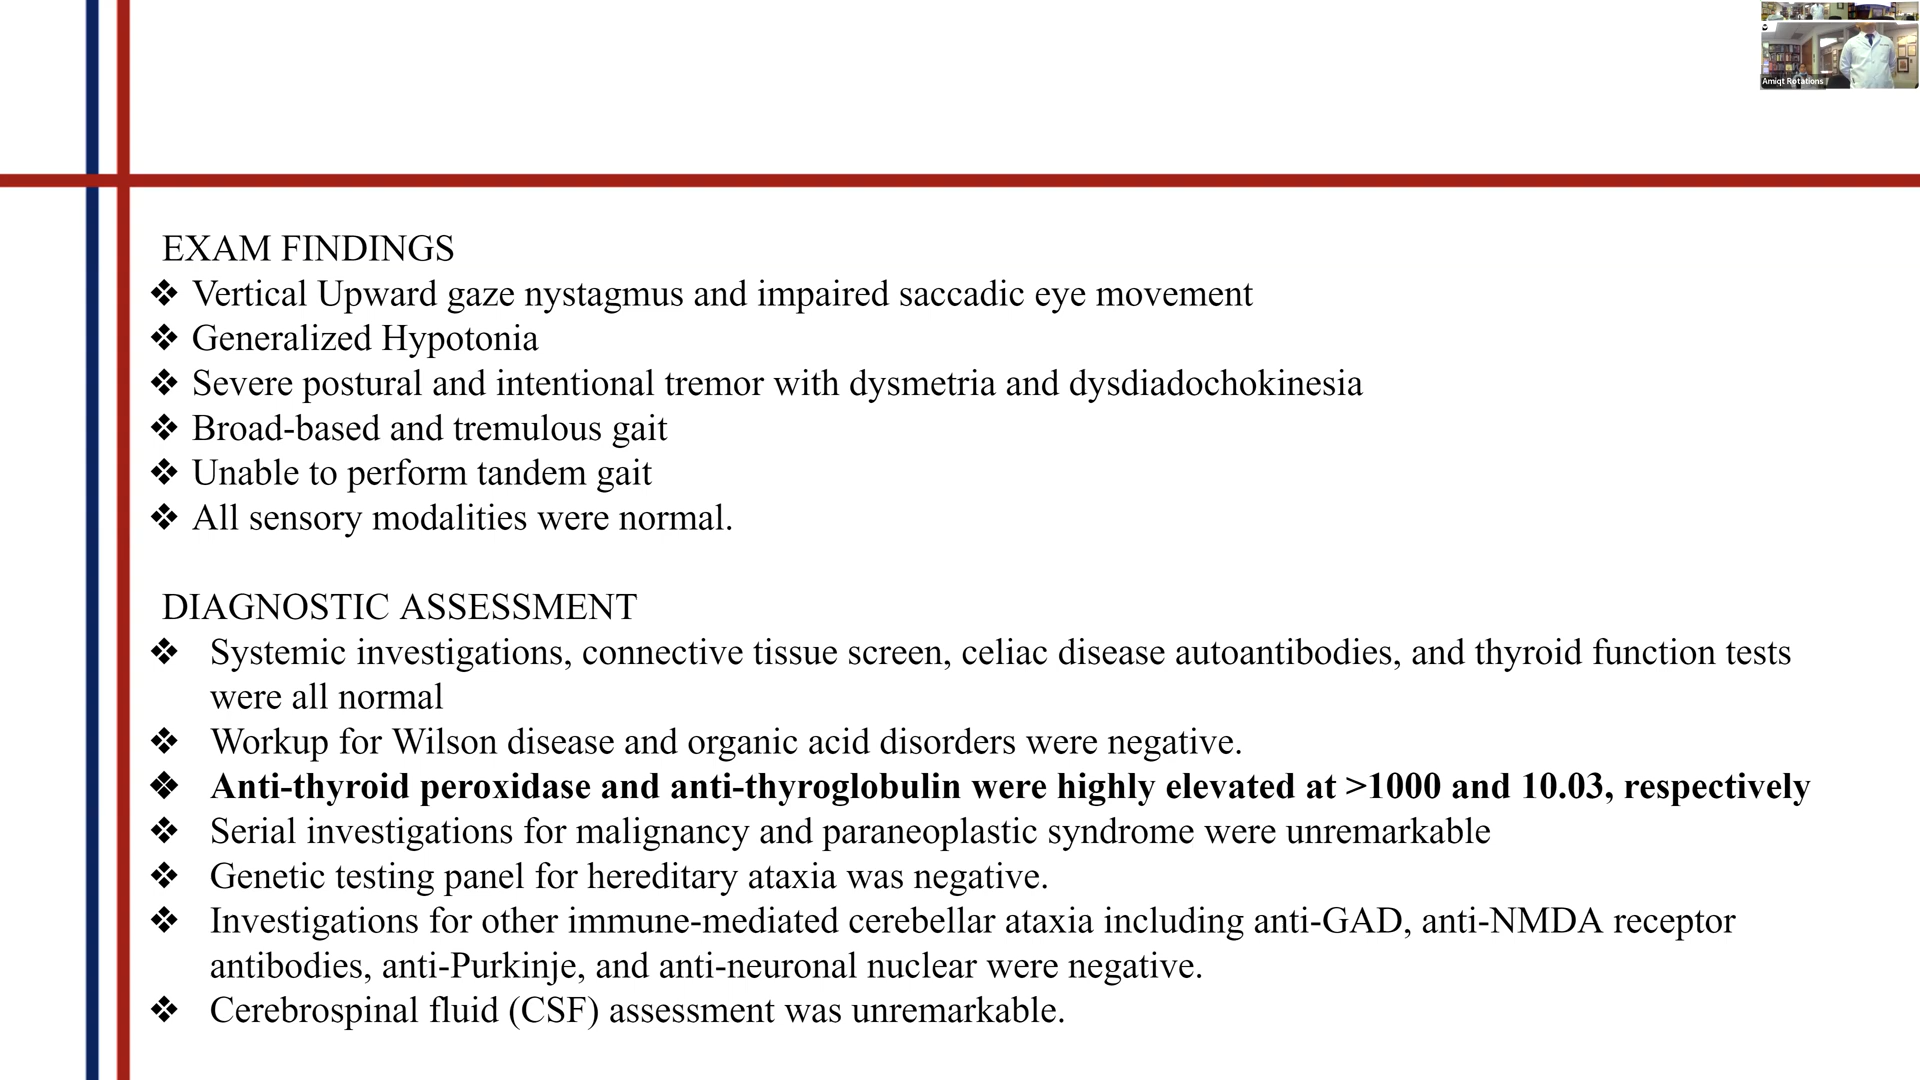 Amiqt Rotations
EXAM FINDINGS
❖ Vertical Upward gaze nystagmus and impaired saccadic eye movement
❖ Generalized Hypotonia
❖ Severe postural and intentional tremor with dysmetria and dysdiadochokinesia
❖ Broad-based and tremulous gait
❖ Unable to perform tandem gait
❖ All sensory modalities were normal.
DIAGNOSTIC ASSESSMENT
❖ Systemic investigations, connective tissue screen, celiac disease autoantibodies, and thyroid function tests
were all normal
❖ Workup for Wilson disease and organic acid disorders were negative.
❖ Anti-thyroid peroxidase and anti-thyroglobulin were highly elevated at >1000 and 10.03, respectively
❖ Serial investigations for malignancy and paraneoplastic syndrome were unremarkable
❖ Genetic testing panel for hereditary ataxia was negative.
❖ Investigations for other immune-mediated cerebellar ataxia including anti-GAD, anti-NMDA receptor
antibodies, anti-Purkinje, and anti-neuronal nuclear were negative.
❖ Cerebrospinal fluid (CSF) assessment was unremarkable.